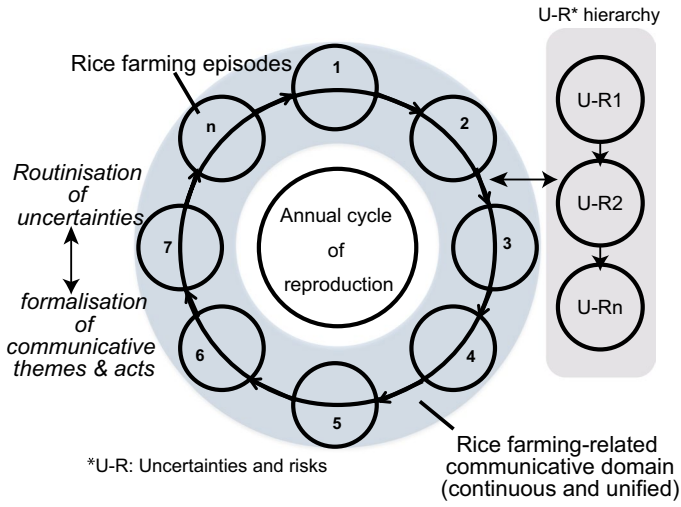 U-R* hierarchy
Rice farming episodes
1
2
3
4
5
6
7
n
U-R1
U-R2
U-Rn
Routinisation
of
uncertainties
formalisation
of
communicative
themes & acts
Annual cycle
of
reproduction
*U-R: Uncertainties and risks
Rice farming-related
communicative domain
(continuous and unified)